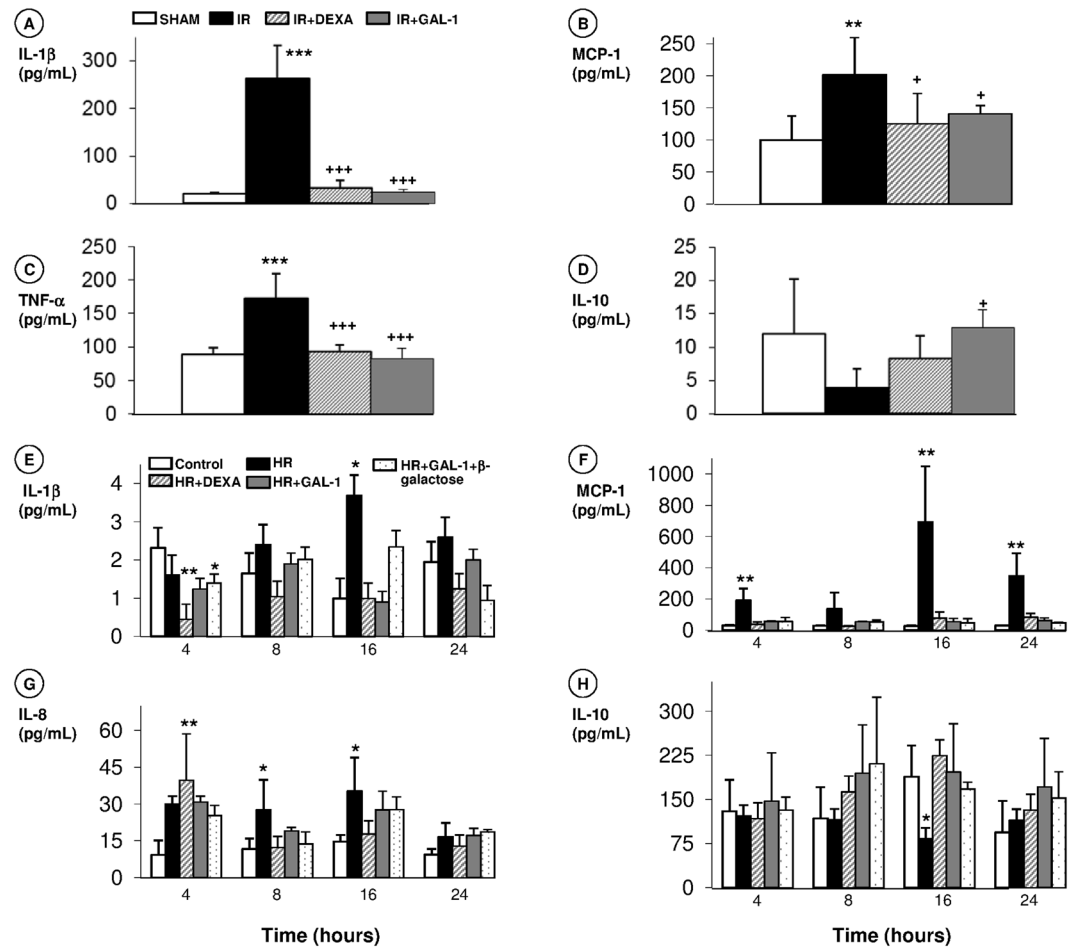 SHAM IR IR+DEXA IR+GAL-1
A
IL-1β
(pg/mL)
300
200
100
0
***
+++
+++
B
MCP-1
(pg/mL)
250
200
150
100
50
0
**
+
+
C
TNF-α
(pg/mL)
250
200
150
100
50
0
***
+++
+++
D
IL-10
(pg/mL)
25
20
15
10
5
0
+
E
IL-1β
(pg/mL)
Control HR HR+GAL-1+β-
HR+DEXA HR+GAL-1 galactose
4
3
2
1
0
**
*
*
4 8 16 24
F
MCP-1
(pg/mL)
1000
800
600
400
200
0
**
**
**
4 8 16 24
G
IL-8
(pg/mL)
60
45
30
15
0
**
*
*
4 8 16 24
Time (hours)
H
IL-10
(pg/mL)
300
225
150
75
0
*
4 8 16 24
Time (hours)